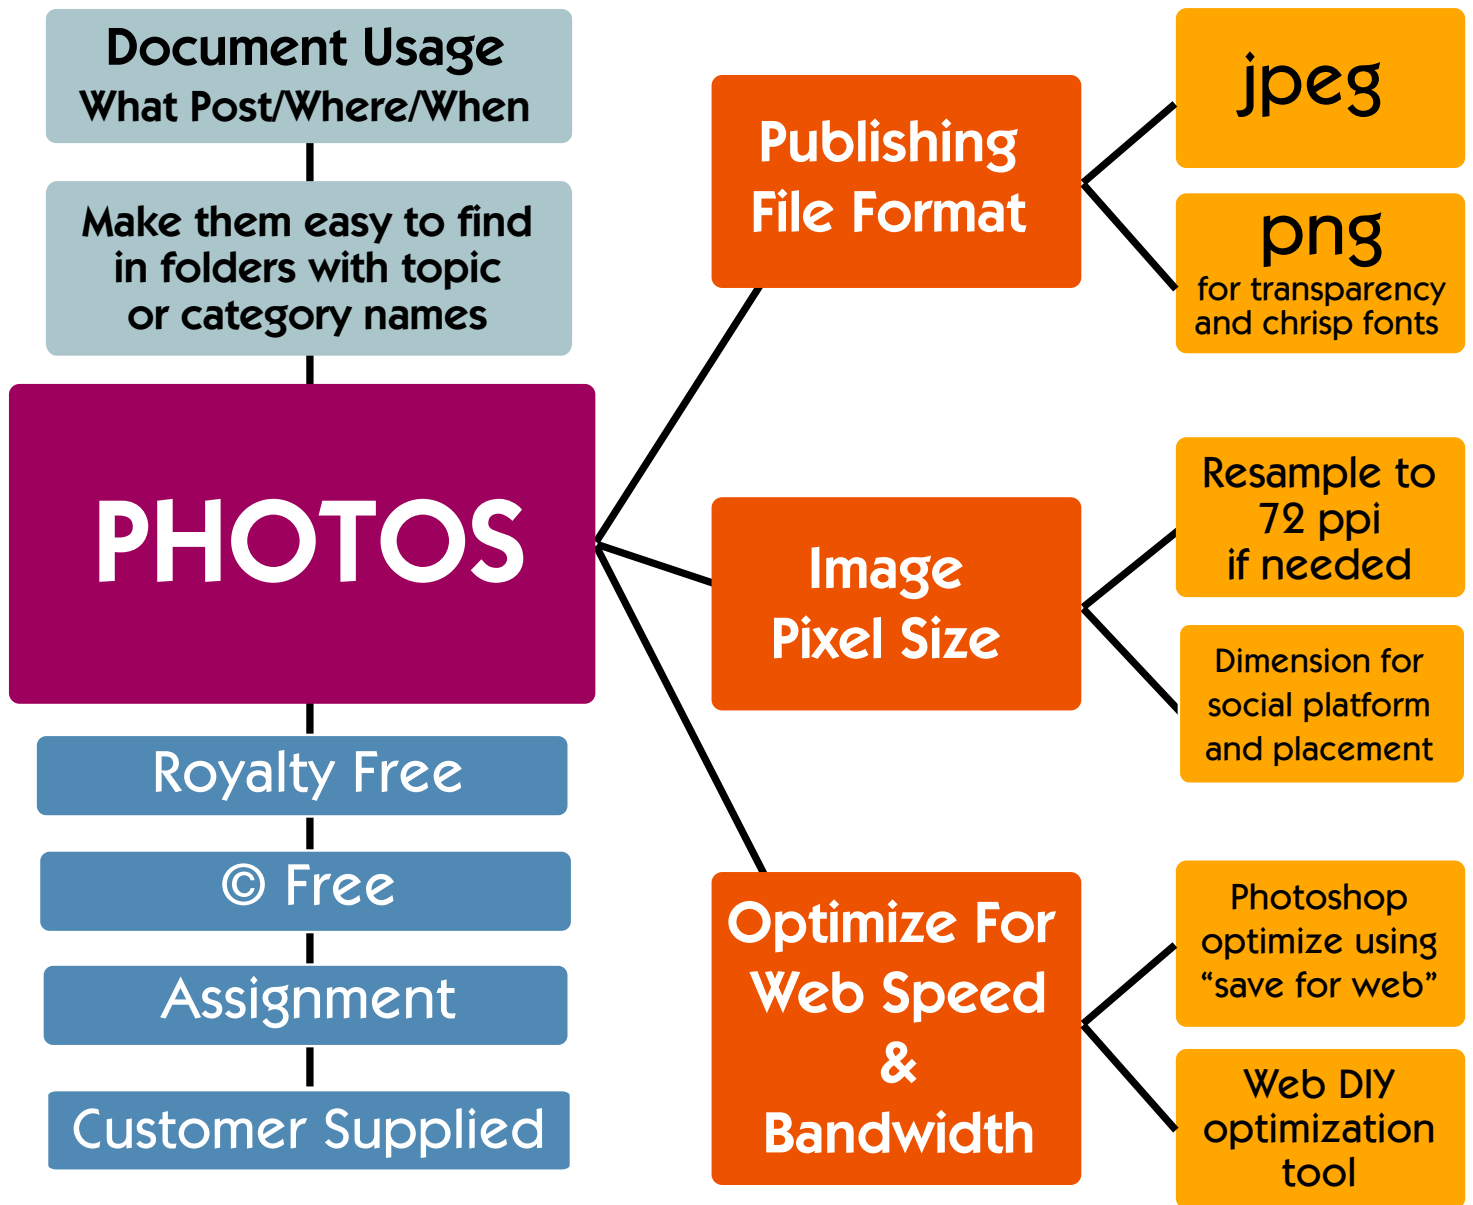 Document Usage
What Post/Where/When
Make them easy to find
in folders with topic
or category names
PHOTOS
Royalty Free
© Free
Assignment
Customer Supplied
Publishing
File Format
jpeg
png
for transparency
and chrisp fonts
Image
Pixel Size
Resample to
72 ppi
if needed
Dimension for
social platform
and placement
Optimize For
Web Speed
&
Bandwidth
Photoshop
optimize using
“save for web”
Web DIY
optimization
tool